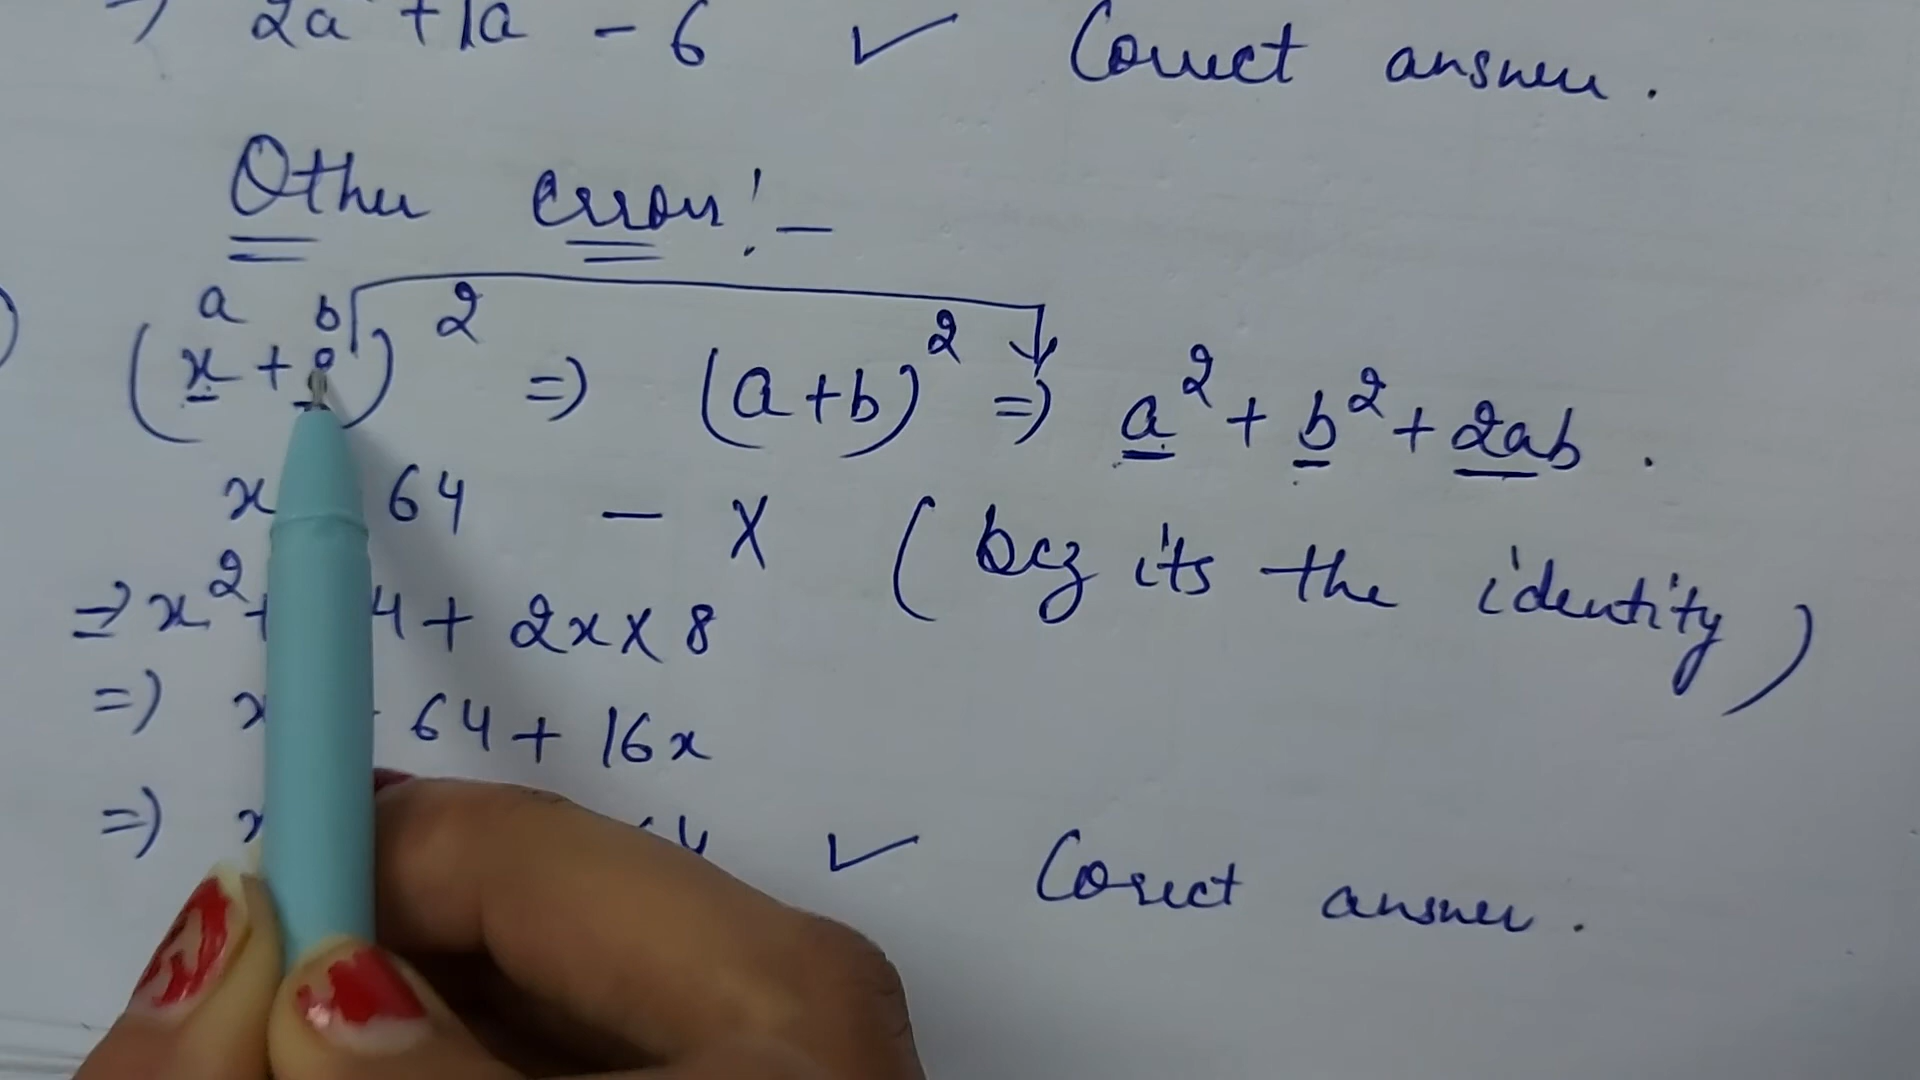 2a + 1a - 6 ✓ Correct answer.
Other error:-
a b
(x + 8)² => (a+b)² => a² + b² + 2ab.
x 64 - X (bcz its the identity)
=> x² + 4 + 2x X 8
=> x 64 + 16x
=> x 64 ✓ Correct answer.